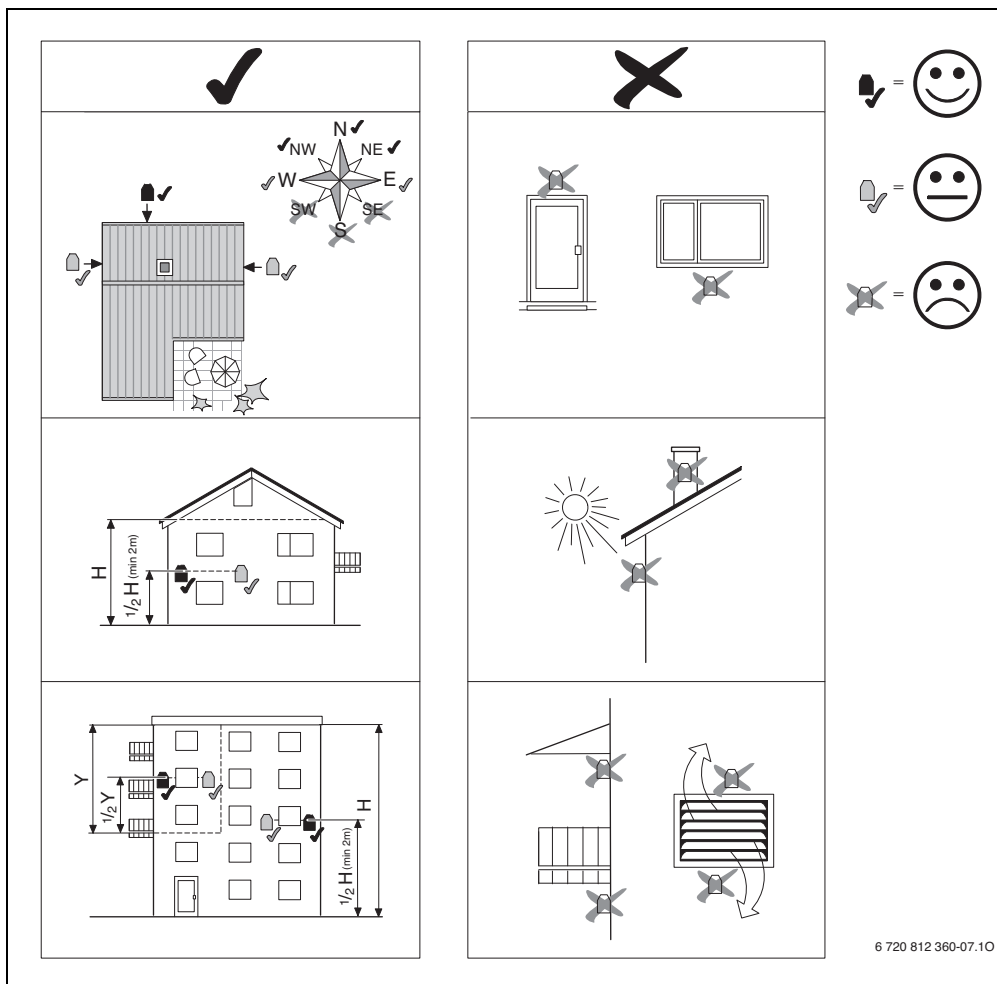 N
NW NE
W E
SW SE
S
H
1/2 H (min 2m)
Y
1/2 Y
H
1/2 H (min 2m)
=
=
=
6 720 812 360-07.1O